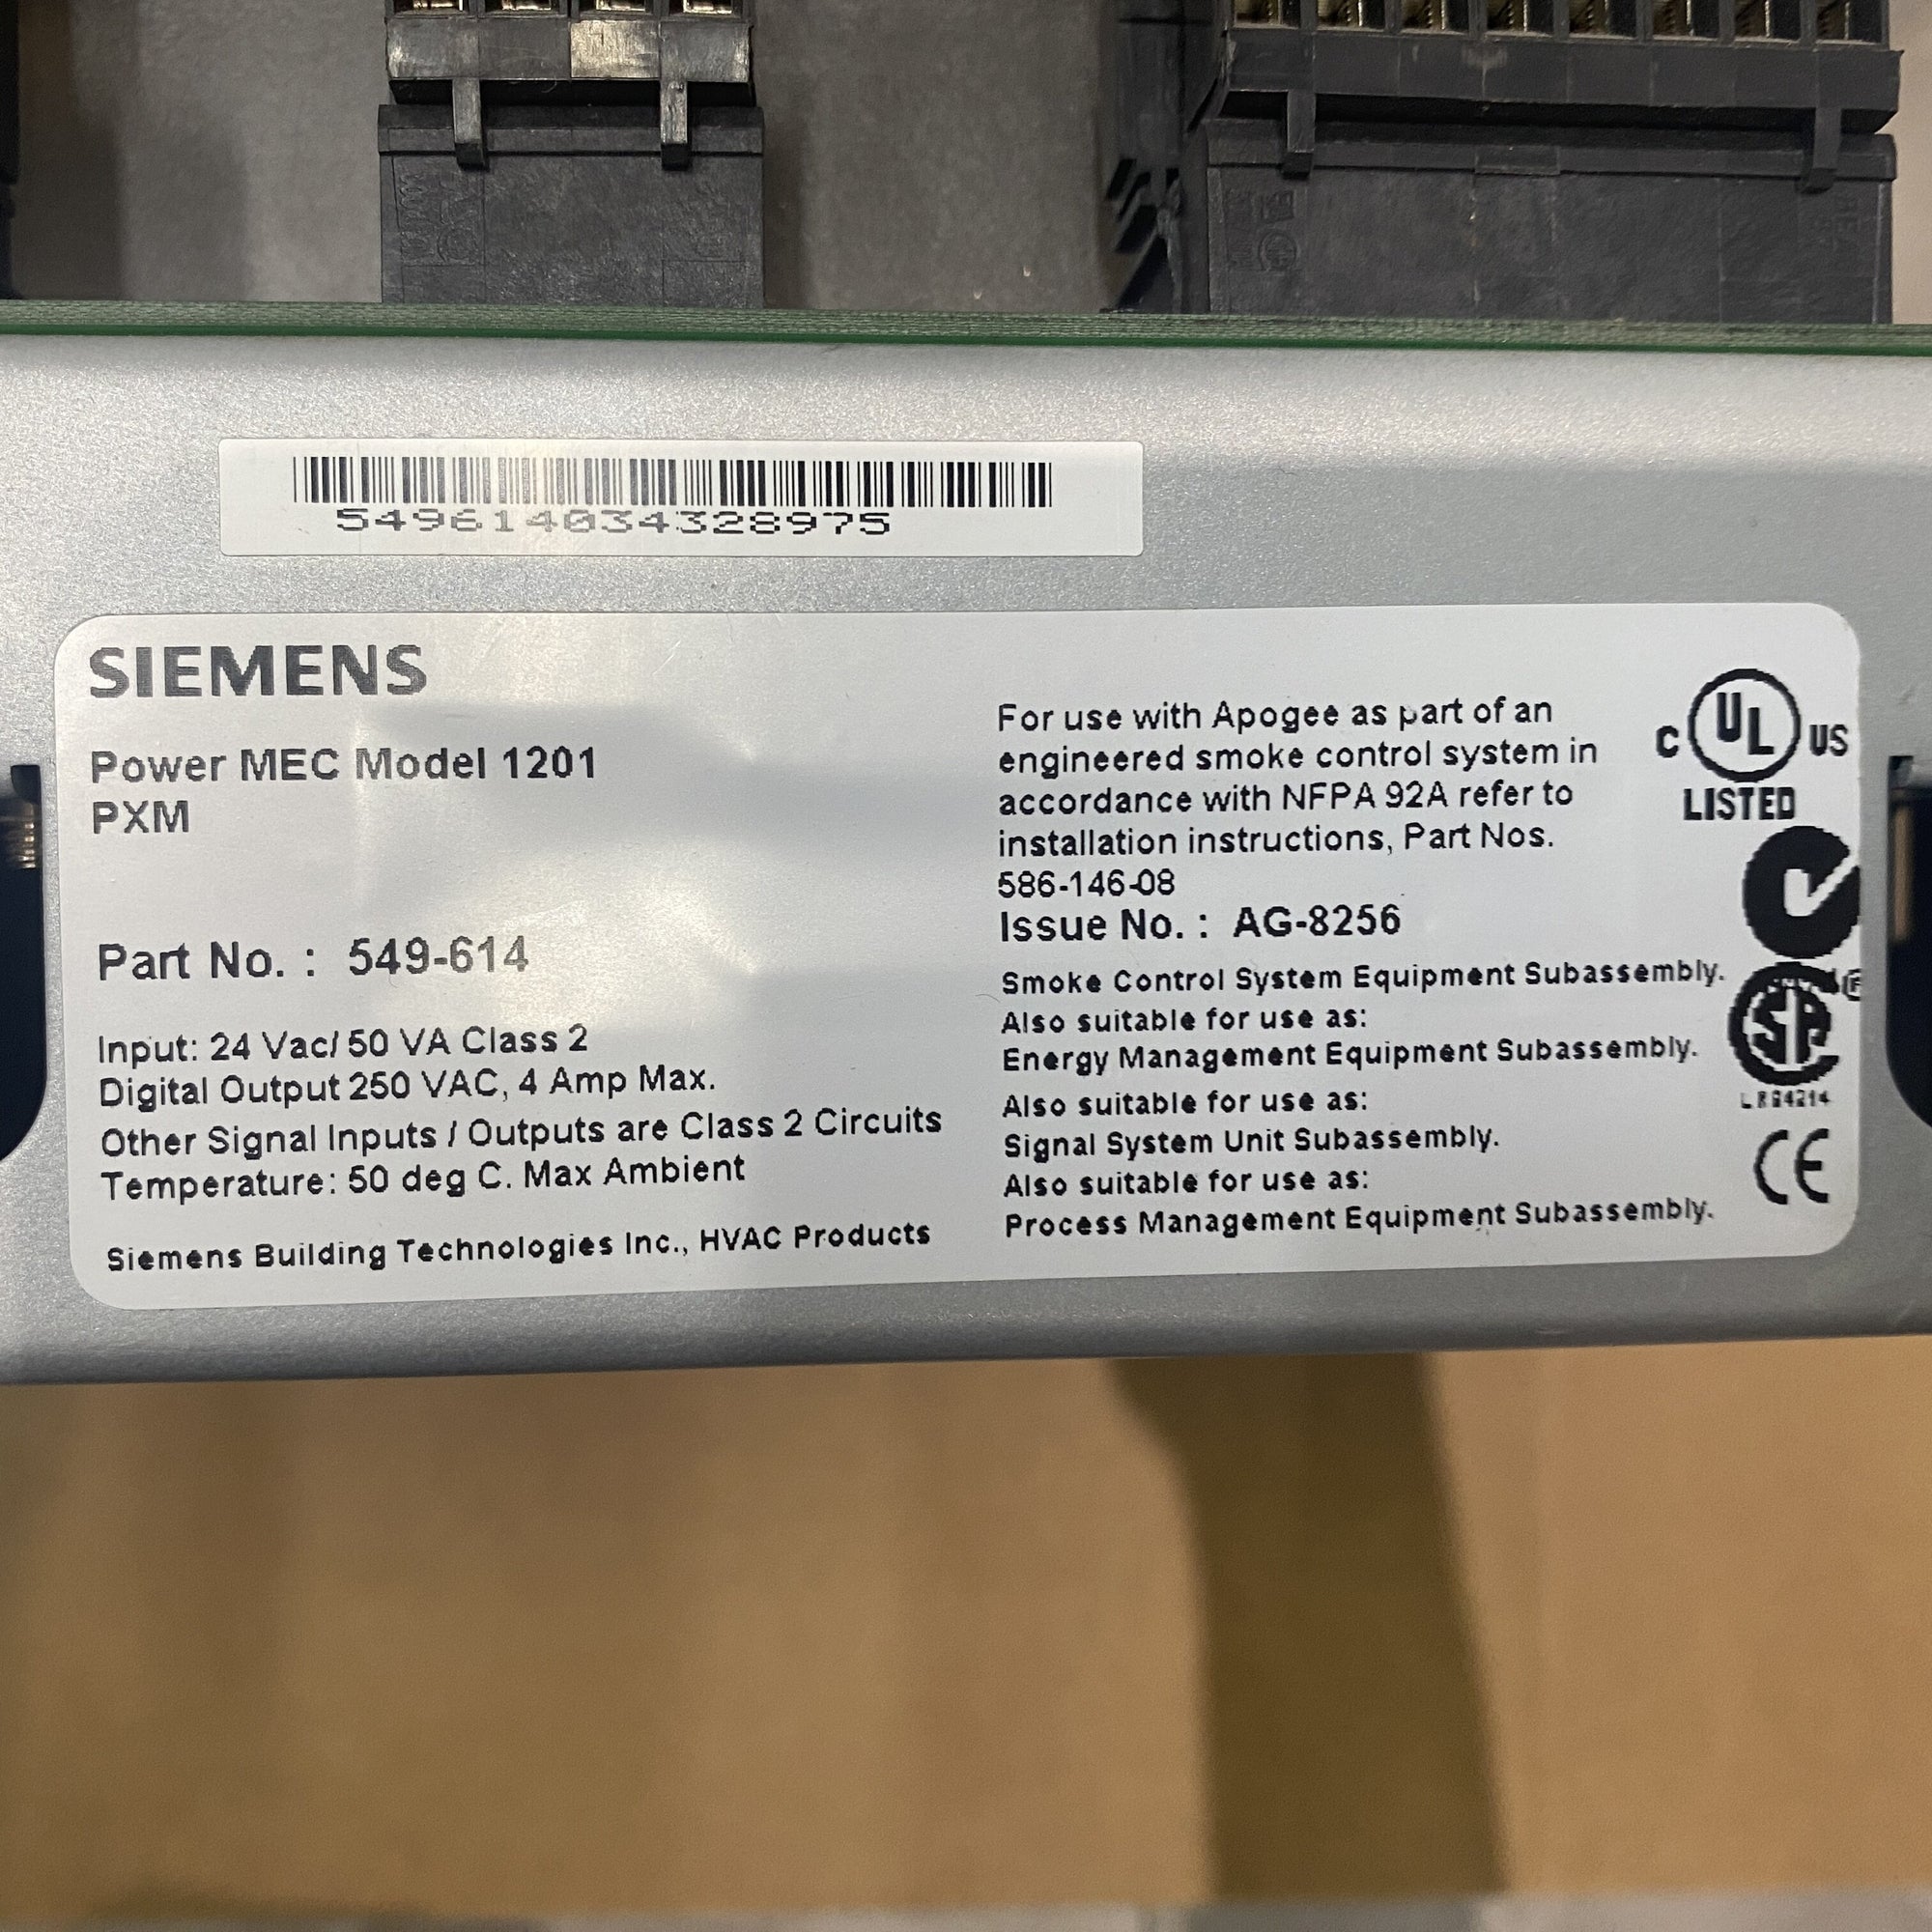 549614034328975
SIEMENS
Power MEC Model 1201
PXM
Part No. : 549-614
Input: 24 Vac/ 50 VA Class 2
Digital Output 250 VAC, 4 Amp Max.
Other Signal Inputs / Outputs are Class 2 Circuits
Temperature: 50 deg C. Max Ambient
Siemens Building Technologies Inc., HVAC Products
For use with Apogee as part of an
engineered smoke control system in
accordance with NFPA 92A refer to
installation instructions, Part Nos.
586-146-08
Issue No. : AG-8256
Smoke Control System Equipment Subassembly.
Also suitable for use as:
Energy Management Equipment Subassembly.
Also suitable for use as:
Signal System Unit Subassembly.
Also suitable for use as:
Process Management Equipment Subassembly.
C UL US
LISTED
SA
CE